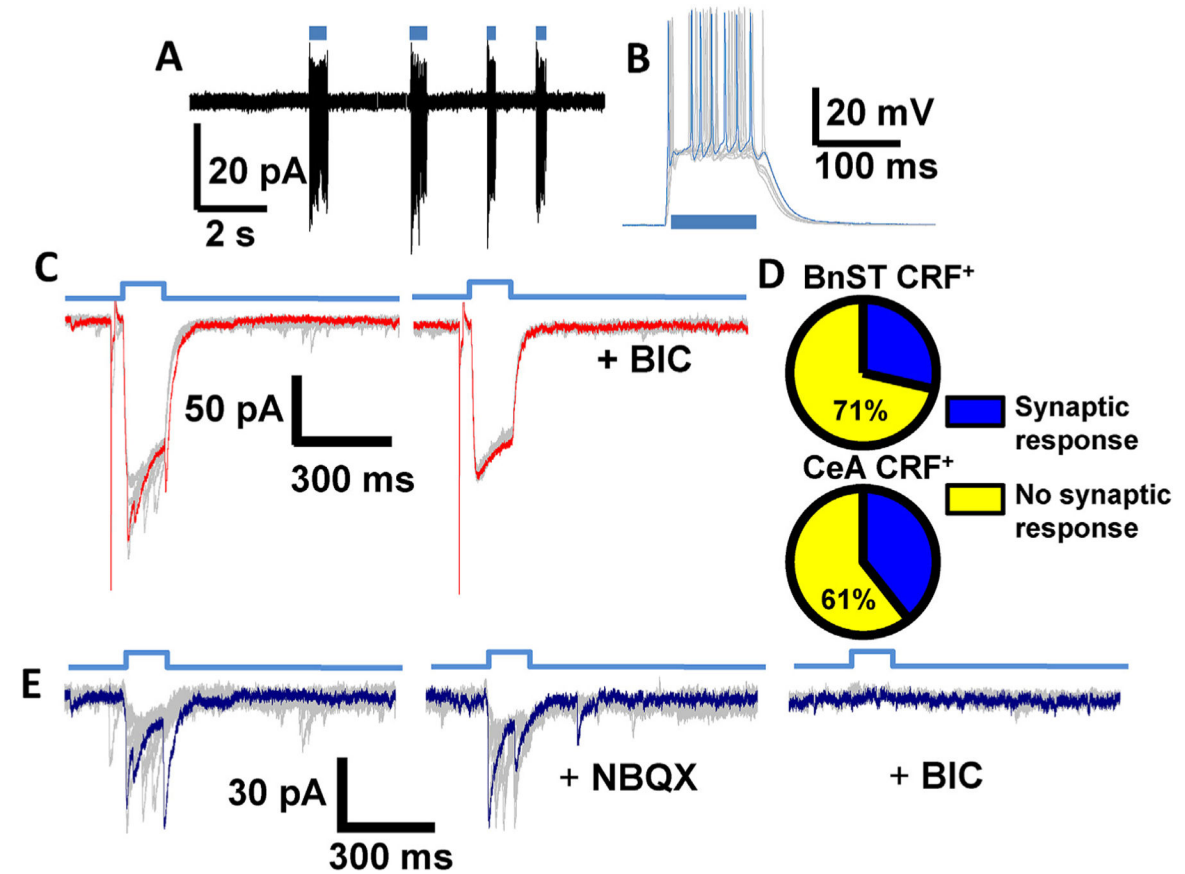 A
20 pA
2 s
B
20 mV
100 ms
C
50 pA
300 ms
+ BIC
D
BnST CRF⁺
71%
Synaptic
response
CeA CRF⁺
61%
No synaptic
response
E
30 pA
300 ms
+ NBQX
+ BIC